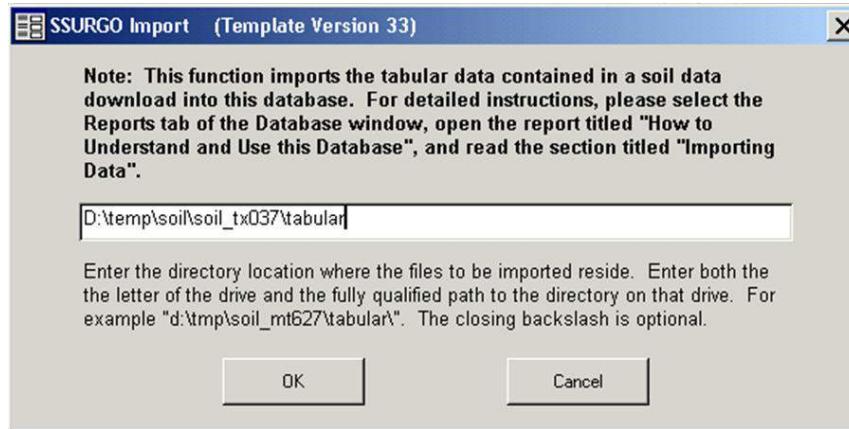 SSURGO Import (Template Version 33)
Note: This function imports the tabular data contained in a soil data
download into this database. For detailed instructions, please select the
Reports tab of the Database window, open the report titled "How to
Understand and Use this Database", and read the section titled "Importing
Data".
D:\temp\soil\soil_tx037\tabular
Enter the directory location where the files to be imported reside. Enter both the
the letter of the drive and the fully qualified path to the directory on that drive. For
example "d:\tmp\soil_mt627\tabular\". The closing backslash is optional.
OK Cancel